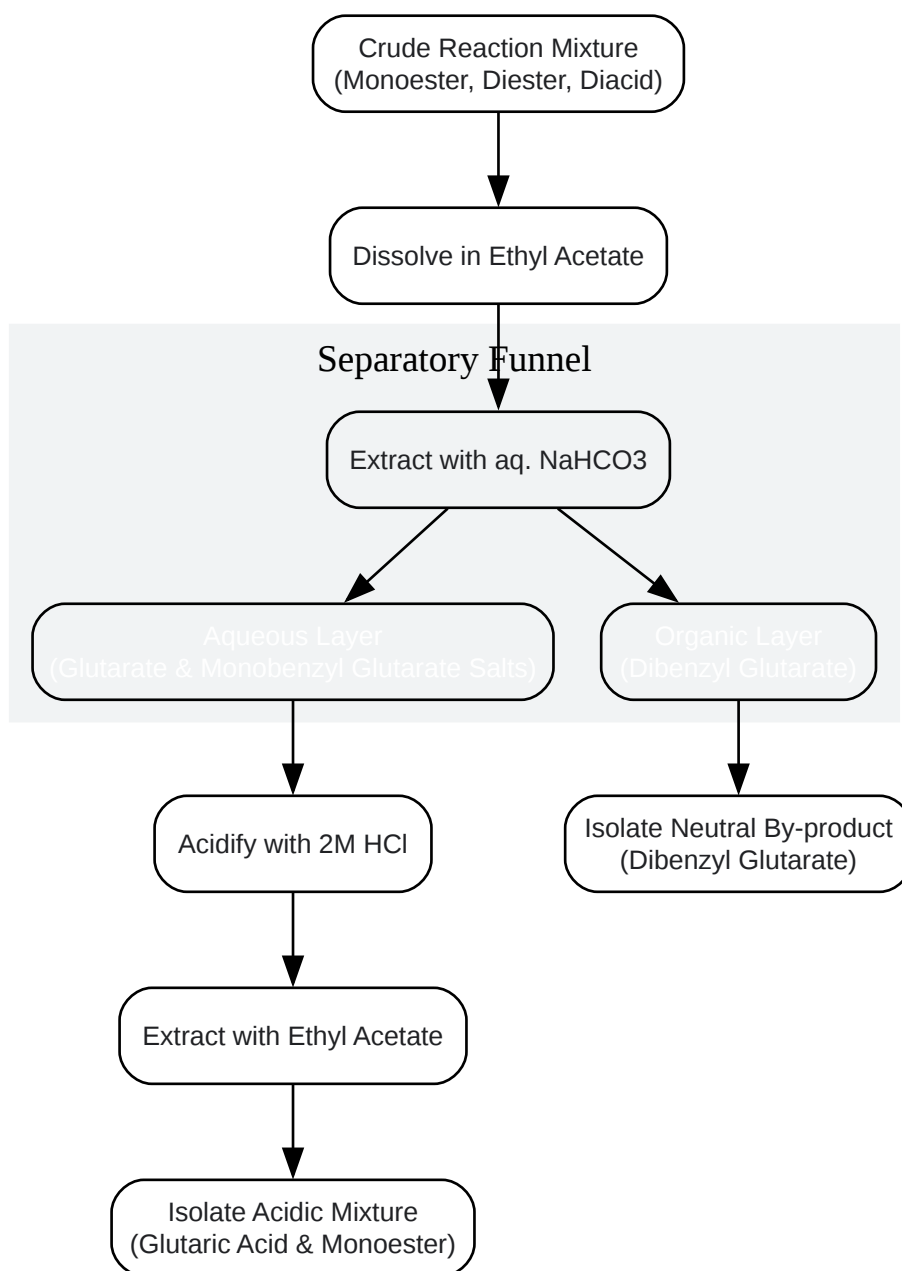 Crude Reaction Mixture
(Monoester, Diester, Diacid)
Dissolve in Ethyl Acetate
Separatory Funnel
Extract with aq. NaHCO3
Aqueous Layer
(Glutarate & Monobenzyl Glutarate Salts)
Organic Layer
(Dibenzyl Glutarate)
Acidify with 2M HCl
Isolate Neutral By-product
(Dibenzyl Glutarate)
Extract with Ethyl Acetate
Isolate Acidic Mixture
(Glutaric Acid & Monoester)